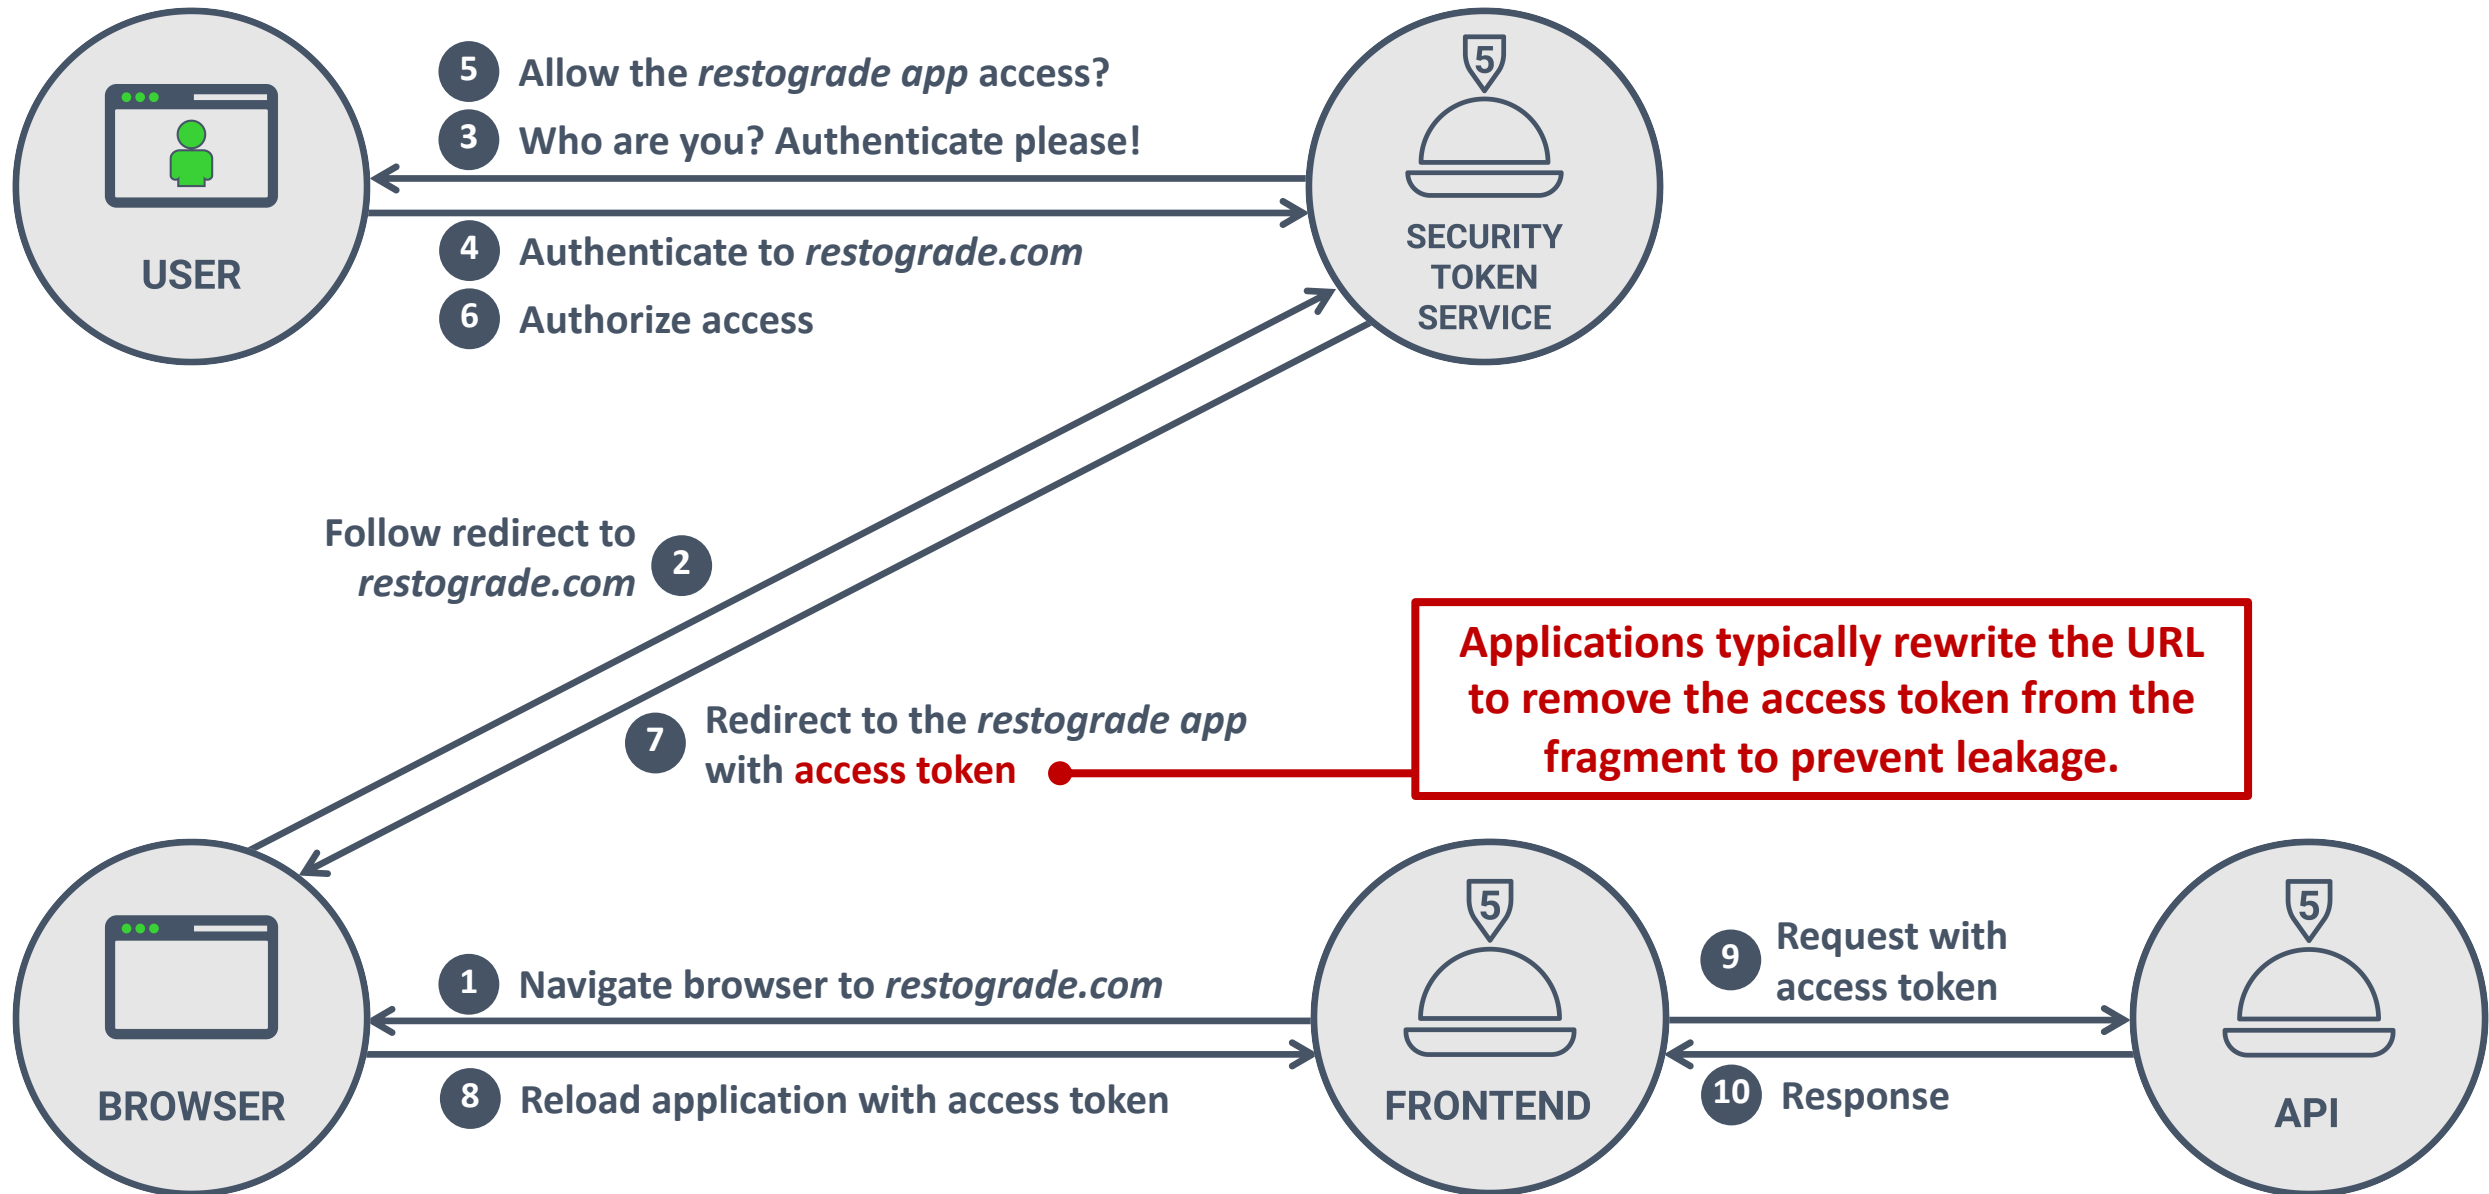 5 Allow the restograde app access?
3 Who are you? Authenticate please!
4 Authenticate to restograde.com
6 Authorize access
USER
5
SECURITY
TOKEN
SERVICE
Follow redirect to
restograde.com
2
7
Redirect to the restograde app
with access token
Applications typically rewrite the URL
to remove the access token from the
fragment to prevent leakage.
BROWSER
1 Navigate browser to restograde.com
8 Reload application with access token
5
FRONTEND
9
Request with
access token
10 Response
5
API